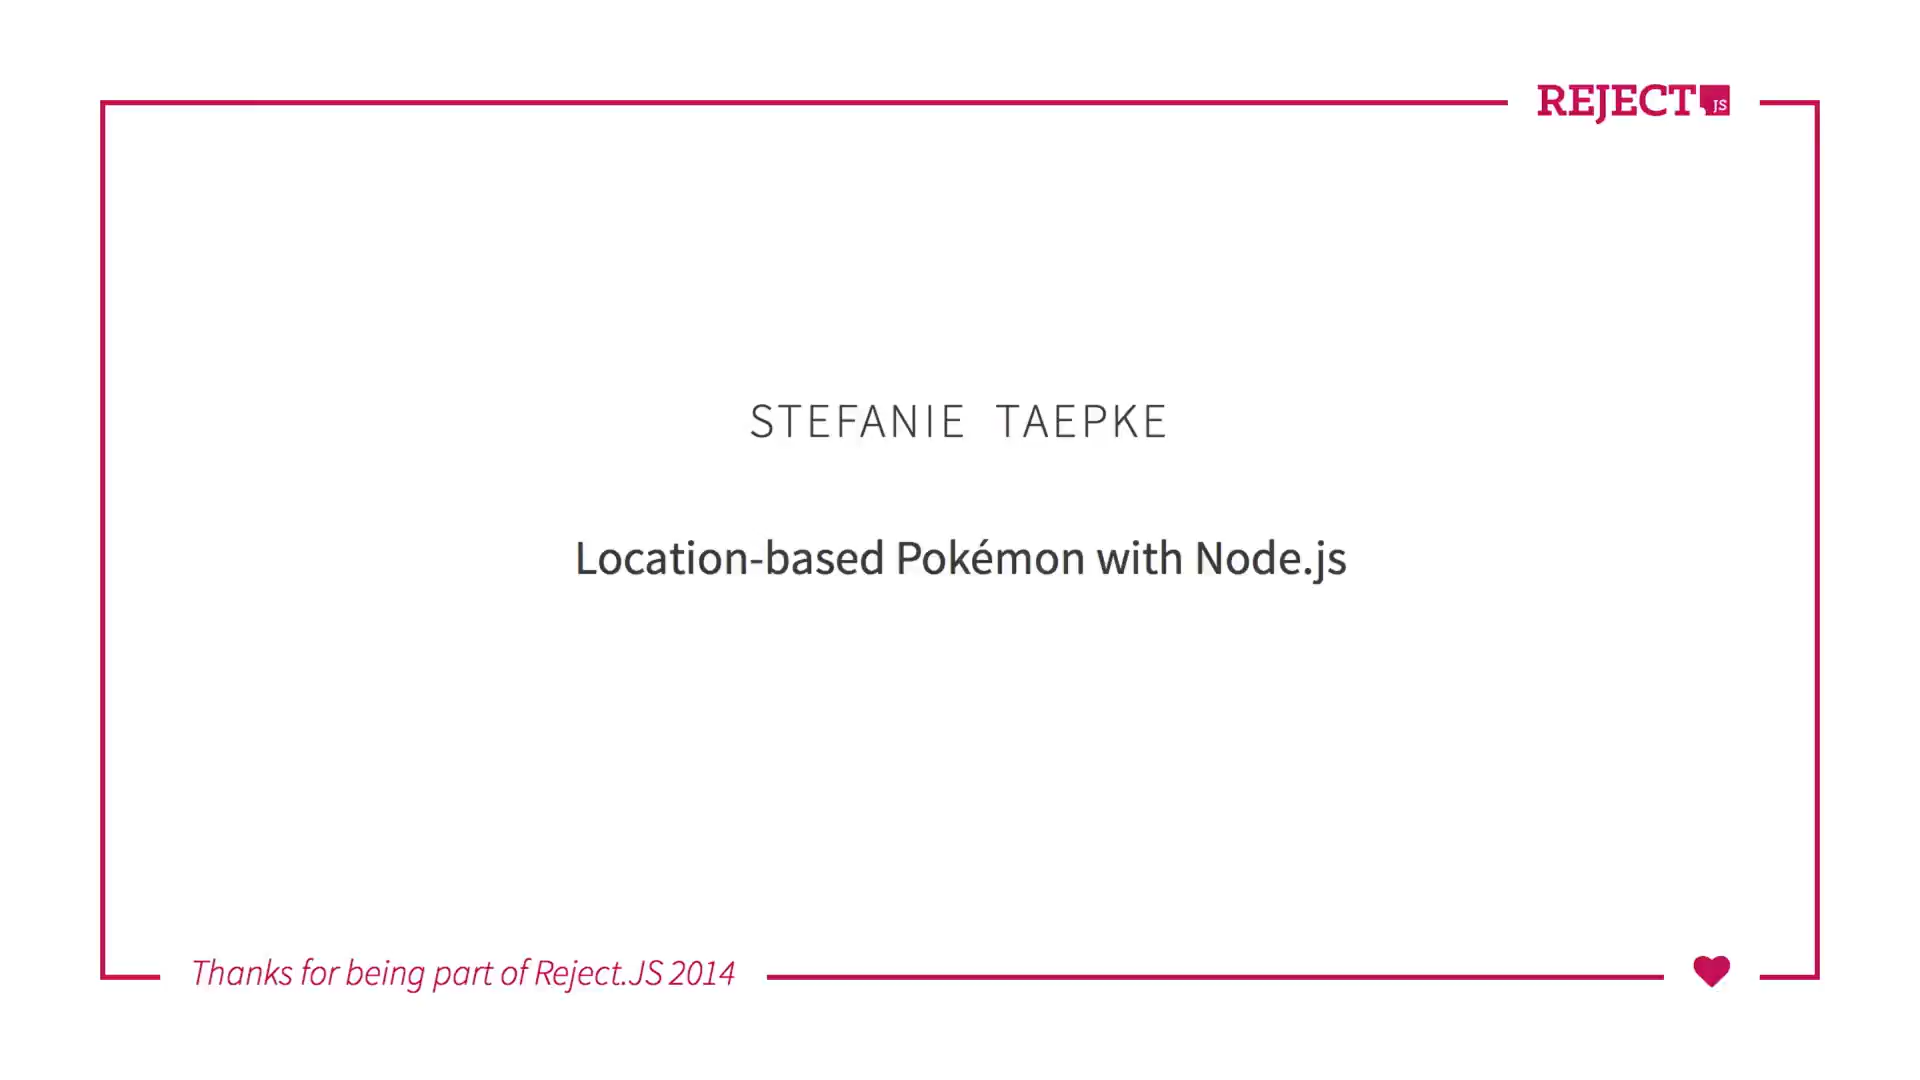 REJECT JS
STEFANIE TAEPKE
Location-based Pokémon with Node.js
Thanks for being part of Reject.JS 2014